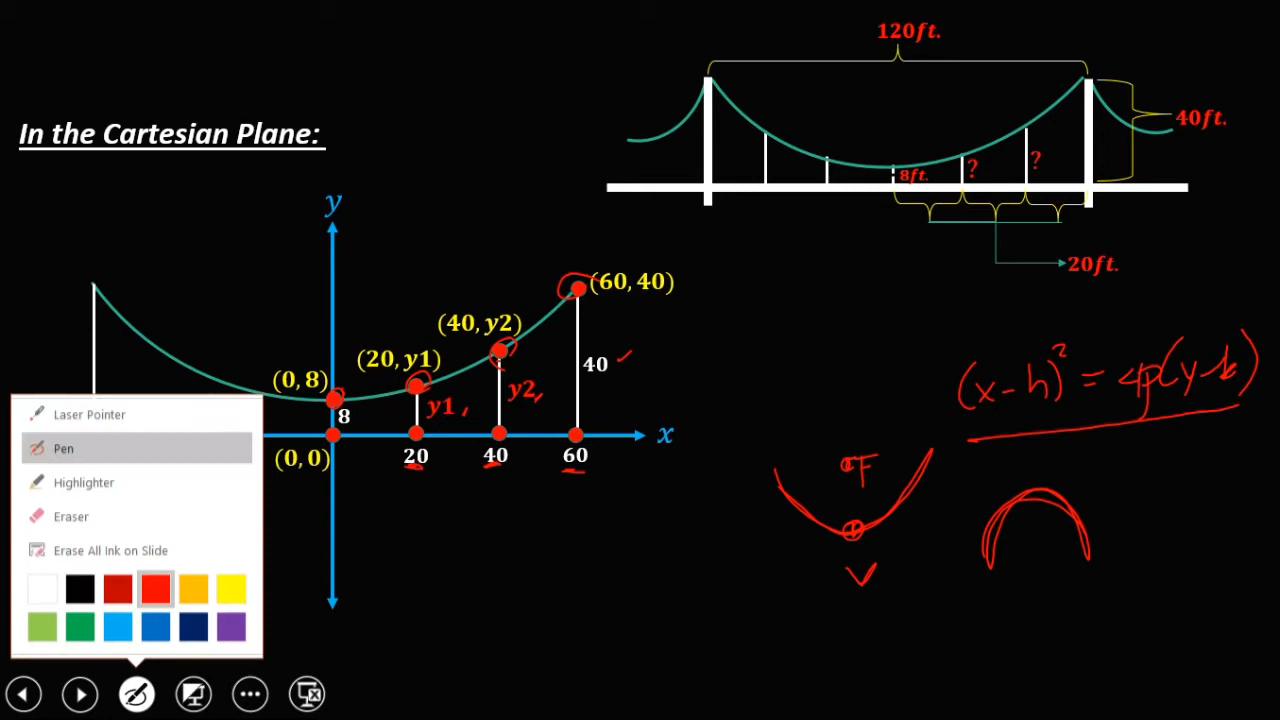 120ft.
In the Cartesian Plane:
40ft.
?
?
8ft.
20ft.
y
(60, 40)
(40, y2)
(20, y1)
(0, 8)
40
y2,
y1,
8
x
(0, 0)
20
40
60
(x-h)² = 4p(y-k)
F
V
Laser Pointer
Pen
Highlighter
Eraser
Erase All Ink on Slide